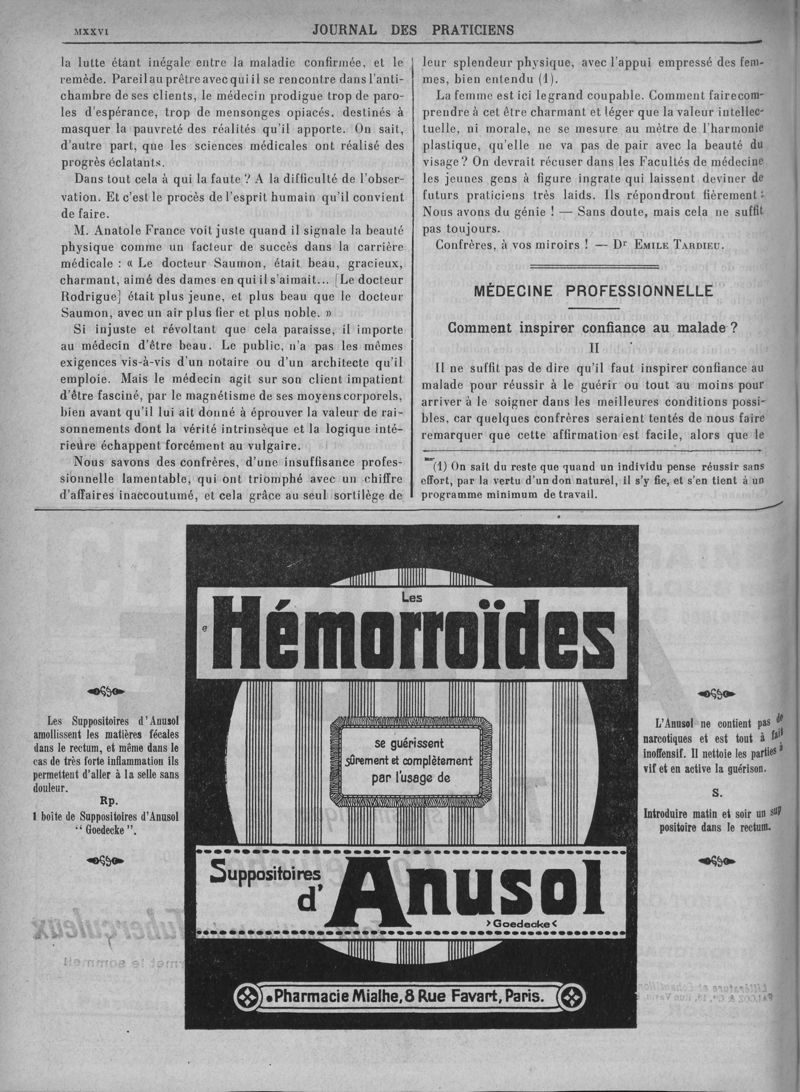 MXXVI
JOURNAL DES PRATICIENS
la lutte étant inégale entre la maladie confirmée, et le
remède. Pareil au prêtre avec qui il se rencontre dans l'anti-
chambre de ses clients, le médecin prodigue trop de paro-
les d'espérance, trop de mensonges opiacés, destinés à
masquer la pauvreté des réalités qu'il apporte. On sait,
d'autre part, que les sciences médicales ont réalisé des
progrès éclatants.
Dans tout cela à qui la faute ? A la difficulté de l'obser-
vation. Et c'est le procès de l'esprit humain qu'il convient
de faire.
M. Anatole France voit juste quand il signale la beauté
physique comme un facteur de succès dans la carrière
médicale : « Le docteur Saumon, était beau, gracieux,
charmant, aimé des dames en qui il s'aimait... [Le docteur
Rodrigue] était plus jeune, et plus beau que le docteur
Saumon, avec un air plus fier et plus noble. »
Si injuste et révoltant que cela paraisse, il importe
au médecin d'être beau. Le public, n'a pas les mêmes
exigences vis-à-vis d'un notaire ou d'un architecte qu'il
emploie. Mais le médecin agit sur son client impatient
d'être fasciné, par le magnétisme de ses moyens corporels,
bien avant qu'il lui ait donné à éprouver la valeur de rai-
sonnements dont la vérité intrinsèque et la logique inté-
rieure échappent forcément au vulgaire.
Nous savons des confrères, d'une insuffisance profes-
sionnelle lamentable, qui ont triomphé avec un chiffre
d'affaires inaccoutumé, et cela grâce au seul sortilège de
leur splendeur physique, avec l'appui empressé des fem-
mes, bien entendu (1).
La femme est ici le grand coupable. Comment faire com-
prendre à cet être charmant et léger que la valeur intellec-
tuelle, ni morale, ne se mesure au mètre de l'harmonie
plastique, qu'elle ne va pas de pair avec la beauté du
visage ? On devrait récuser dans les Facultés de médecine
les jeunes gens à figure ingrate qui laissent deviner de
futurs praticiens très laids. Ils répondront fièrement :
Nous avons du génie ! — Sans doute, mais cela ne suffit
pas toujours.
Confrères, à vos miroirs ! — Dr EMILE TARDIEU.
MÉDECINE PROFESSIONNELLE
Comment inspirer confiance au malade ?
II
Il ne suffit pas de dire qu'il faut inspirer confiance au
malade pour réussir à le guérir ou tout au moins pour
arriver à le soigner dans les meilleures conditions possi-
bles, car quelques confrères seraient tentés de nous faire
remarquer que cette affirmation est facile, alors que le
(1) On sait du reste que quand un individu pense réussir sans
effort, par la vertu d'un don naturel, il s'y fie, et s'en tient à un
programme minimum de travail.
Les Suppositoires d'Anusol
amollissent les matières fécales
dans le rectum, et même dans le
cas de très forte inflammation ils
permettent d'aller à la selle sans
douleur.
Rp.
1 boîte de Suppositoires d'Anusol
“ Goedecke ”.
Les
Hémorroïdes
se guérissent
sûrement et complètement
par l'usage de
Suppositoires
d'Anusol
>Goedecke<
Pharmacie Mialhe, 8 Rue Favart, Paris.
L'Anusol ne contient pas de
narcotiques et est tout à fait
inoffensif. Il nettoie les parties à
vif et en active la guérison.
S.
Introduire matin et soir un sup
positoire dans le rectum.